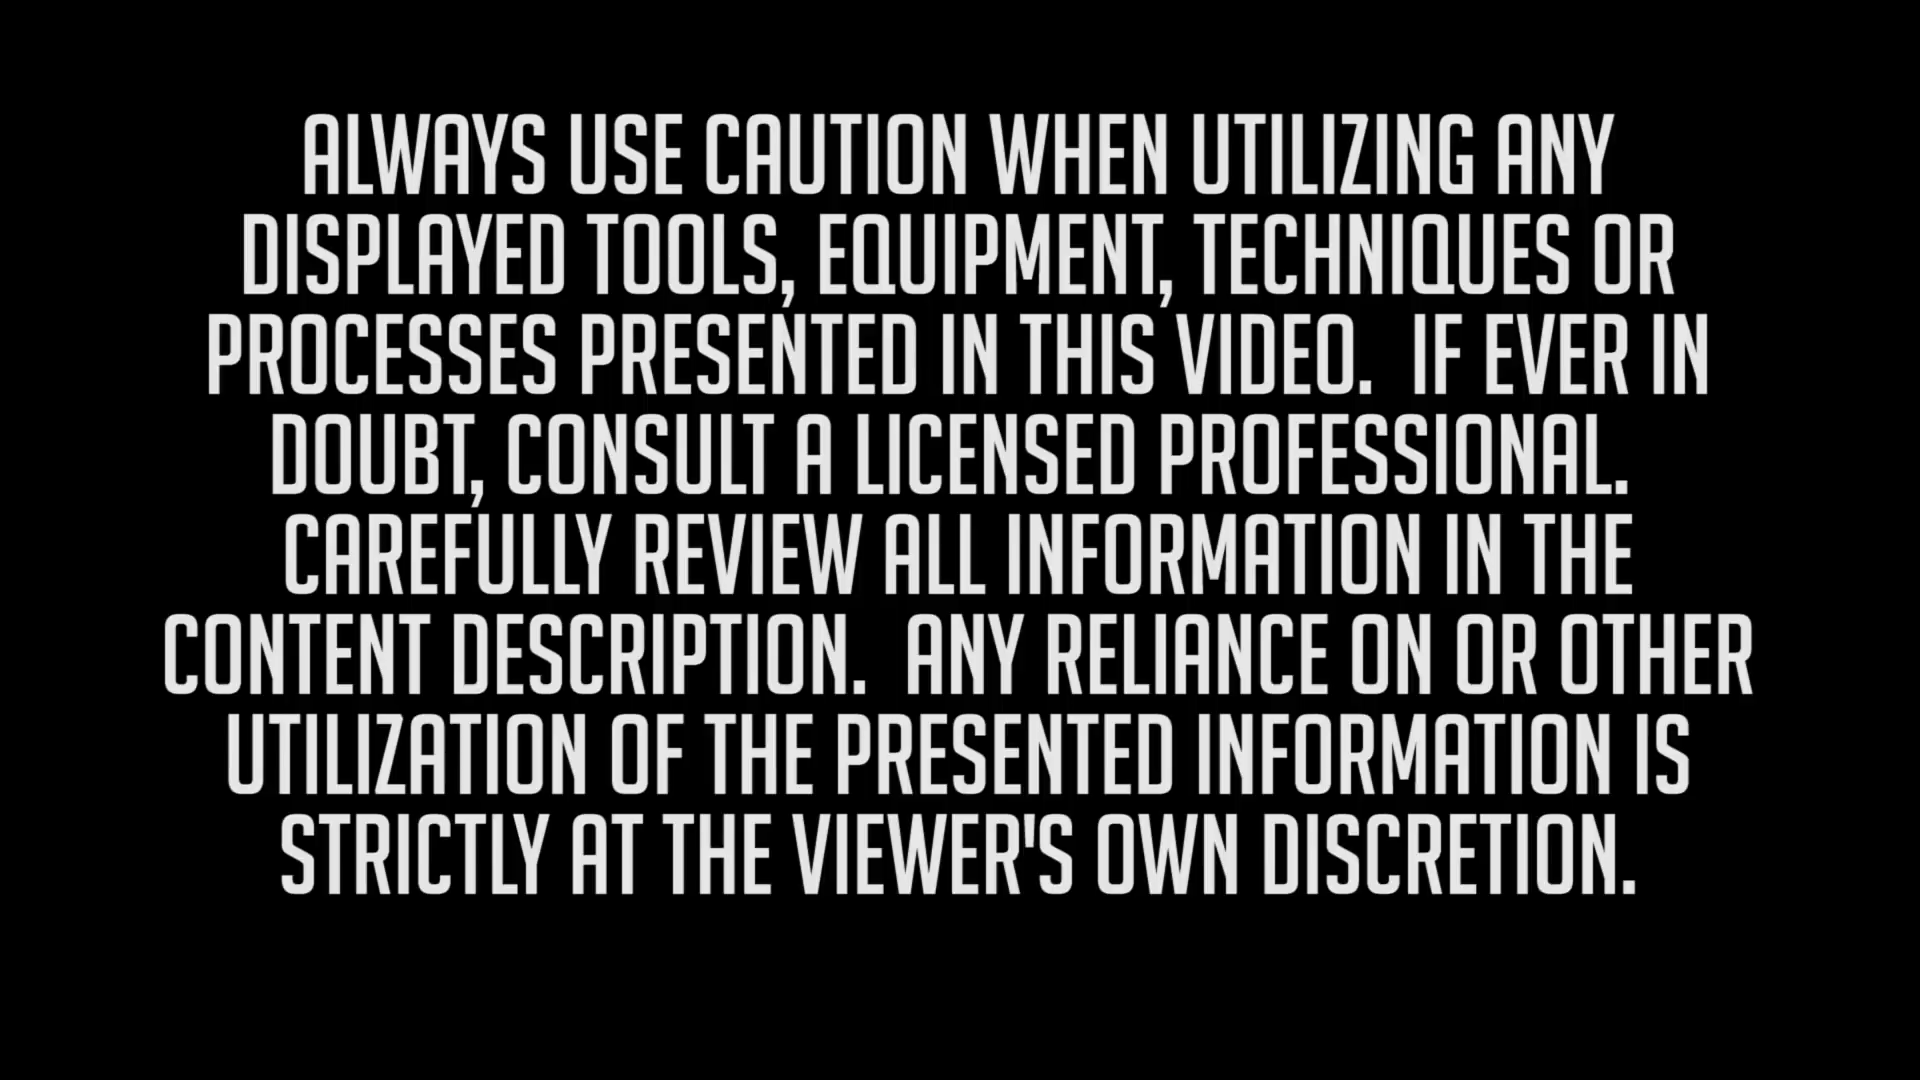 ALWAYS USE CAUTION WHEN UTILIZING ANY
DISPLAYED TOOLS, EQUIPMENT, TECHNIQUES OR
PROCESSES PRESENTED IN THIS VIDEO.  IF EVER IN
DOUBT, CONSULT A LICENSED PROFESSIONAL.
CAREFULLY REVIEW ALL INFORMATION IN THE
CONTENT DESCRIPTION.  ANY RELIANCE ON OR OTHER
UTILIZATION OF THE PRESENTED INFORMATION IS
STRICTLY AT THE VIEWER'S OWN DISCRETION.